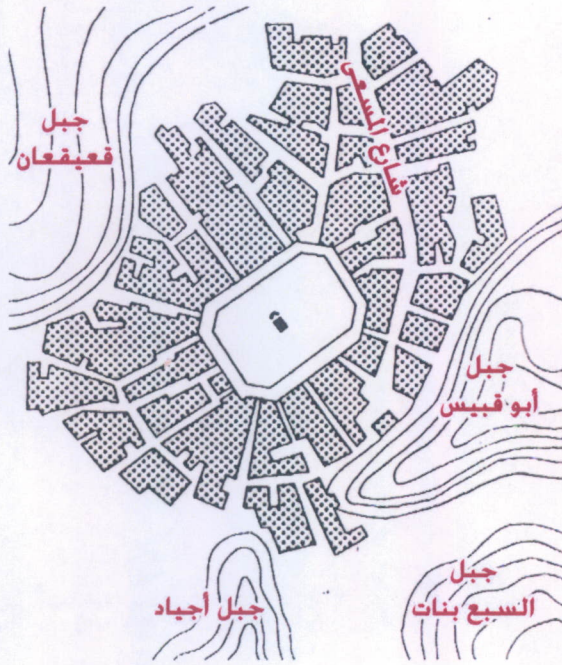 شارع المسعى
جبل
قعيقعان
جبل
أبو قبيس
جبل
السبع بنات
جبل أجياد